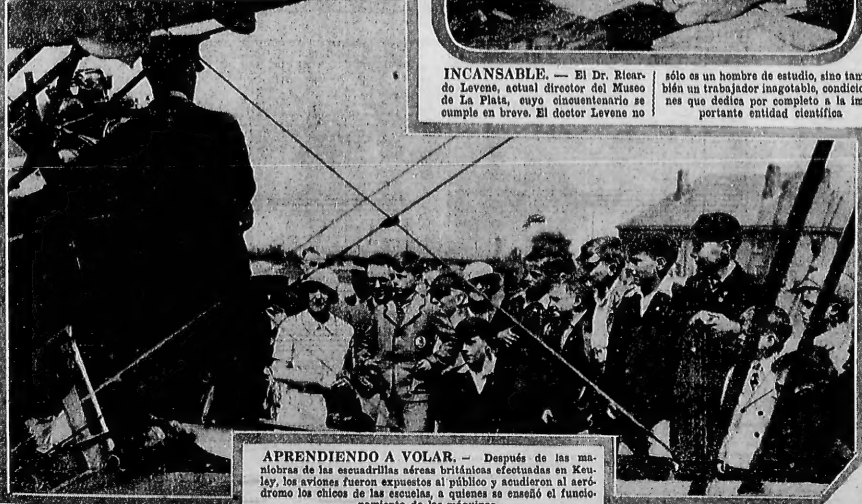 INCANSABLE. — El Dr. Ricar-
do Levene, actual director del Museo
de La Plata, cuyo cincuentenario se
cumple en breve. El doctor Levene no
sólo es un hombre de estudio, sino tam
bién un trabajador inagotable, condicio
nes que dedica por completo a la im
portante entidad científica
APRENDIENDO A VOLAR. — Después de las ma-
niobras de las escuadrillas aéreas británicas efectuadas en Keu-
ley, los aviones fueron expuestos al público y acudieron al aeró-
dromo los chicos de las escuelas, a quienes se enseñó el funcio-
namiento de las máquinas